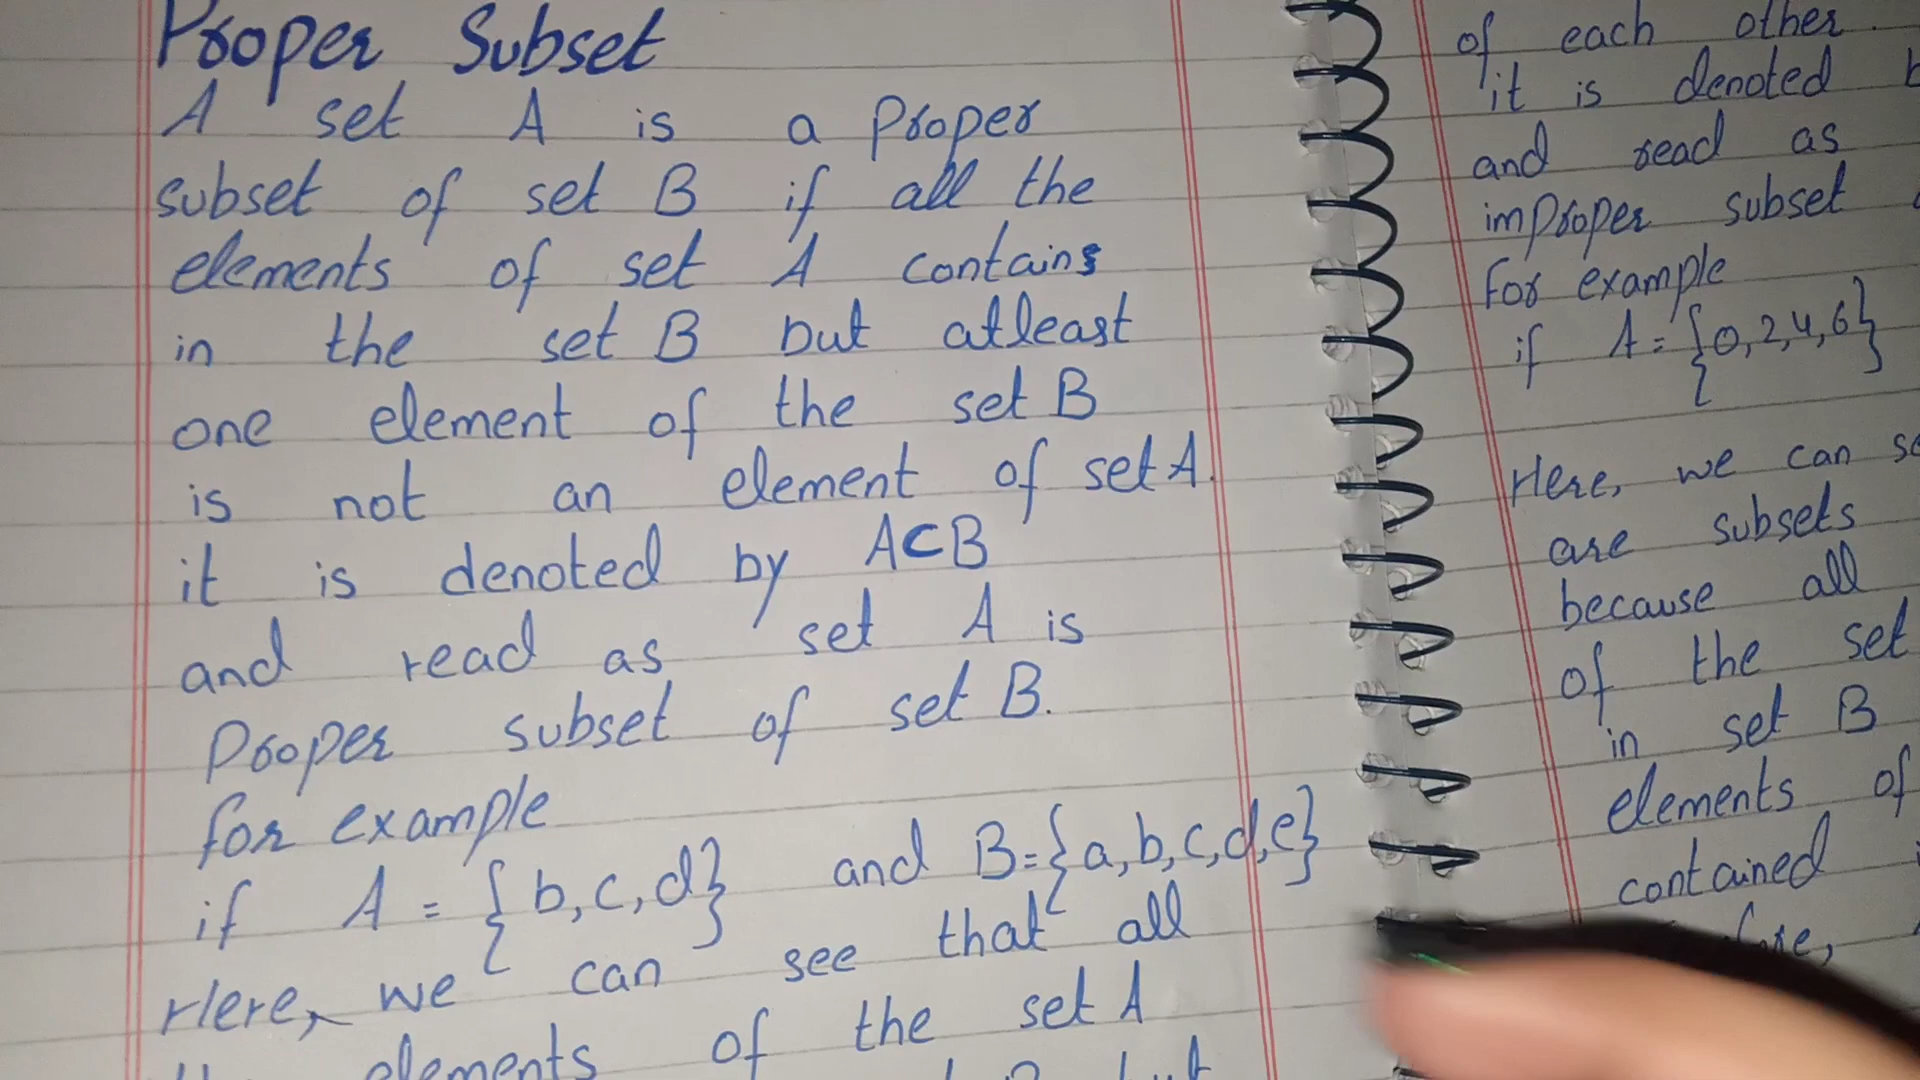 Proper Subset
A set A is a Proper
subset of set B if all the
elements of set A contains
in the set B but atleast
one element of the set B
is not an element of set A.
it is denoted by A⊂B
and read as set A is
Proper subset of set B.
for example
if A = {b, c, d} and B = {a, b, c, d, e}
Here, we can see that all
elements of the set A
but
of each other.
it is denoted
and read as
improper subset
For example
if A = {0, 2, 4, 6}
Here, we can
are subsets
because all
of the set
in set B
elements of
contained